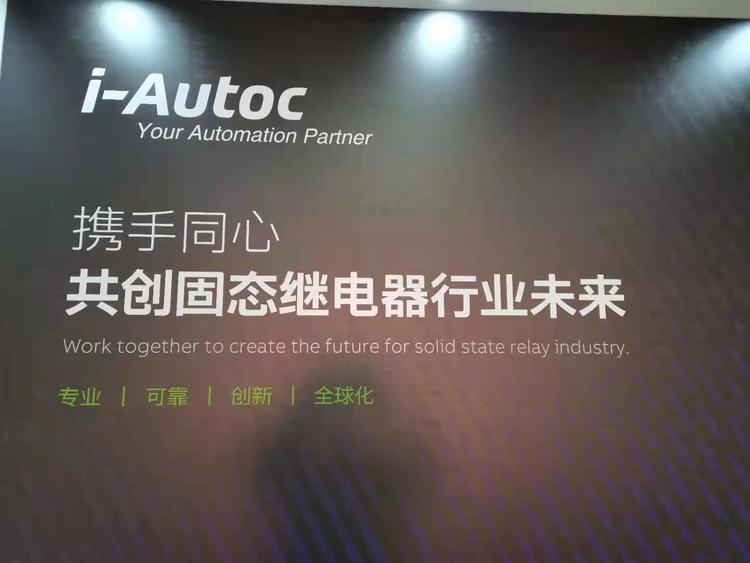 i-Autoc
Your Automation Partner
携手同心
共创固态继电器行业未来
Work together to create the future for solid state relay industry.
专业 | 可靠 | 创新 | 全球化